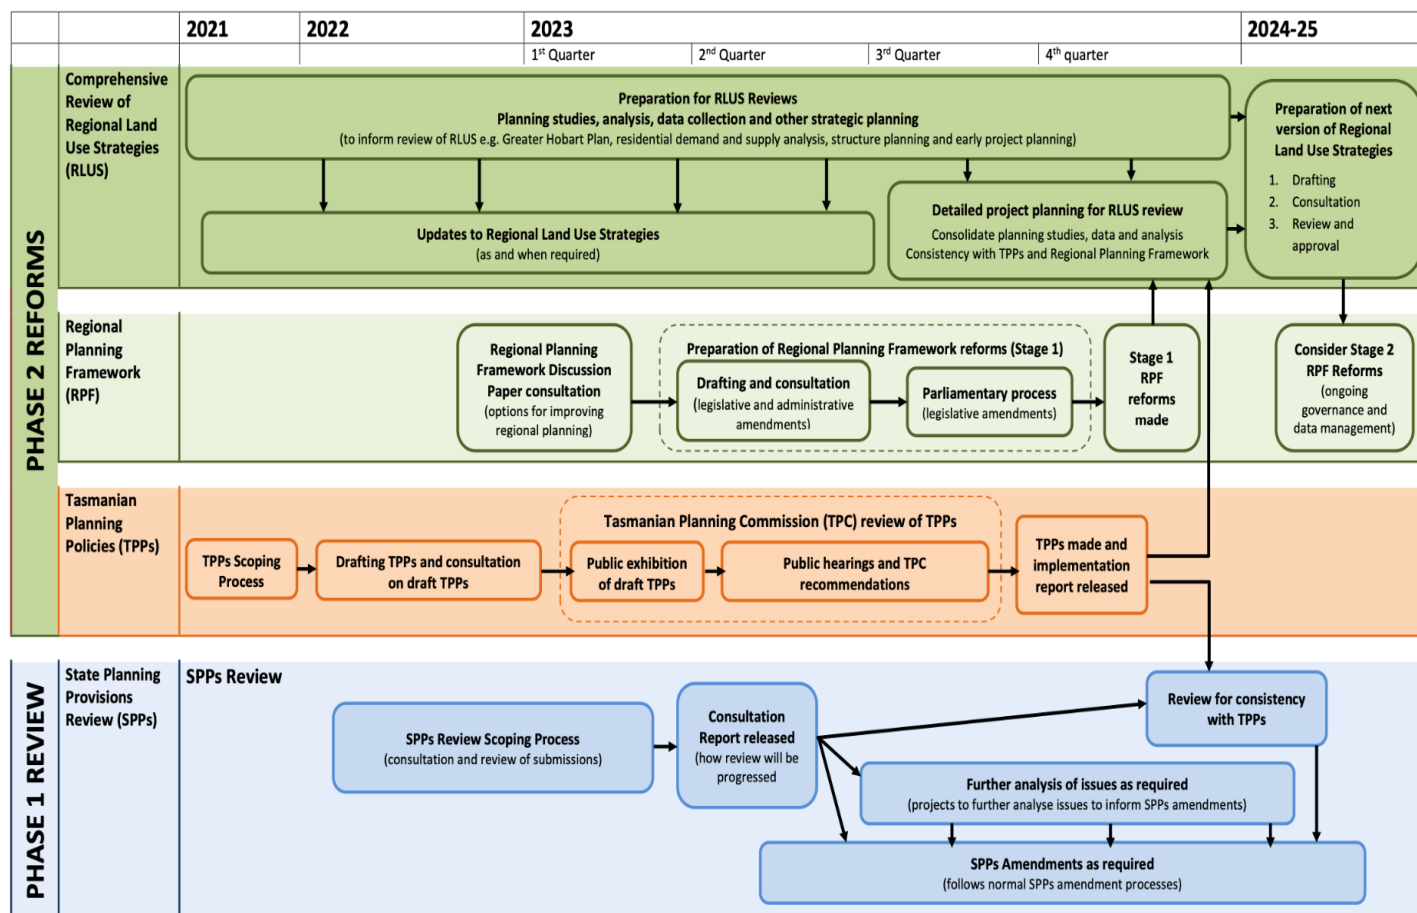 2021 2022 2023 2024-25
1st Quarter 2nd Quarter 3rd Quarter 4th quarter
PHASE 2 REFORMS
Comprehensive
Review of
Regional Land
Use Strategies
(RLUS)
Preparation for RLUS Reviews
Planning studies, analysis, data collection and other strategic planning
(to inform review of RLUS e.g. Greater Hobart Plan, residential demand and supply analysis, structure planning and early project planning)
Updates to Regional Land Use Strategies
(as and when required)
Detailed project planning for RLUS review
Consolidate planning studies, data and analysis
Consistency with TPPs and Regional Planning Framework
Preparation of next
version of Regional
Land Use Strategies
1. Drafting
2. Consultation
3. Review and
approval
Regional
Planning
Framework
(RPF)
Regional Planning
Framework Discussion
Paper consultation
(options for improving
regional planning)
Preparation of Regional Planning Framework reforms (Stage 1)
Drafting and consultation
(legislative and administrative
amendments)
Parliamentary process
(legislative amendments)
Stage 1
RPF
reforms
made
Consider Stage 2
RPF Reforms
(ongoing
governance and
data management)
Tasmanian
Planning
Policies (TPPs)
TPPs Scoping
Process
Drafting TPPs and consultation
on draft TPPs
Tasmanian Planning Commission (TPC) review of TPPs
Public exhibition
of draft TPPs
Public hearings and TPC
recommendations
TPPs made and
implementation
report released
PHASE 1 REVIEW
State Planning
Provisions
Review (SPPs)
SPPs Review
SPPs Review Scoping Process
(consultation and review of submissions)
Consultation
Report released
(how review will be
progressed
Review for consistency
with TPPs
Further analysis of issues as required
(projects to further analyse issues to inform SPPs amendments)
SPPs Amendments as required
(follows normal SPPs amendment processes)